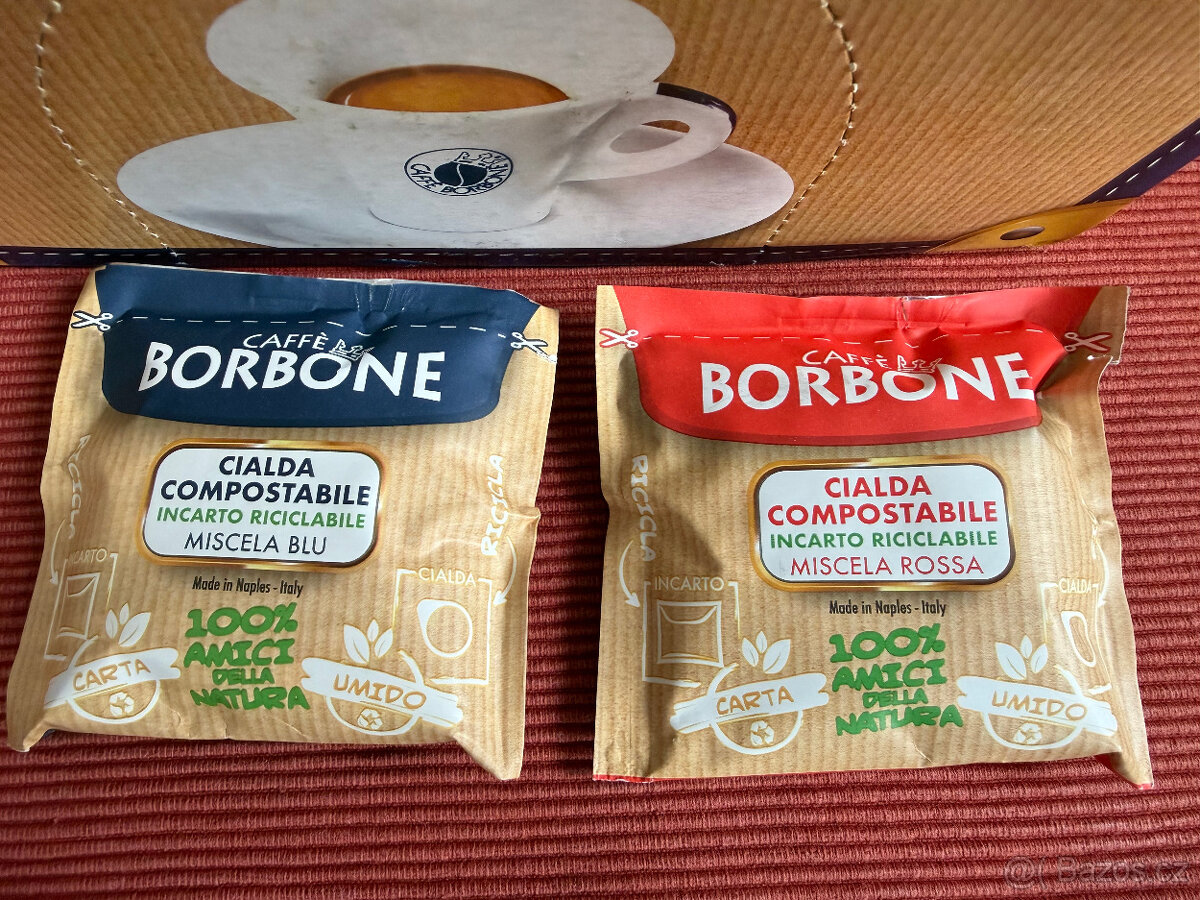 CAFFÈ BORBONE
CAFFÈ
BORBONE
CIALDA
COMPOSTABILE
INCARTO RICICLABILE
MISCELA BLU
Made in Naples - Italy
RICICLA
RICICLA
INCARTO
CIALDA
100%
AMICI
DELLA
NATURA
CARTA
UMIDO
CAFFÈ
BORBONE
CIALDA
COMPOSTABILE
INCARTO RICICLABILE
MISCELA ROSSA
Made in Naples - Italy
RICICLA
INCARTO
CIALDA
100%
AMICI
DELLA
NATURA
CARTA
UMIDO
Bazos.cz